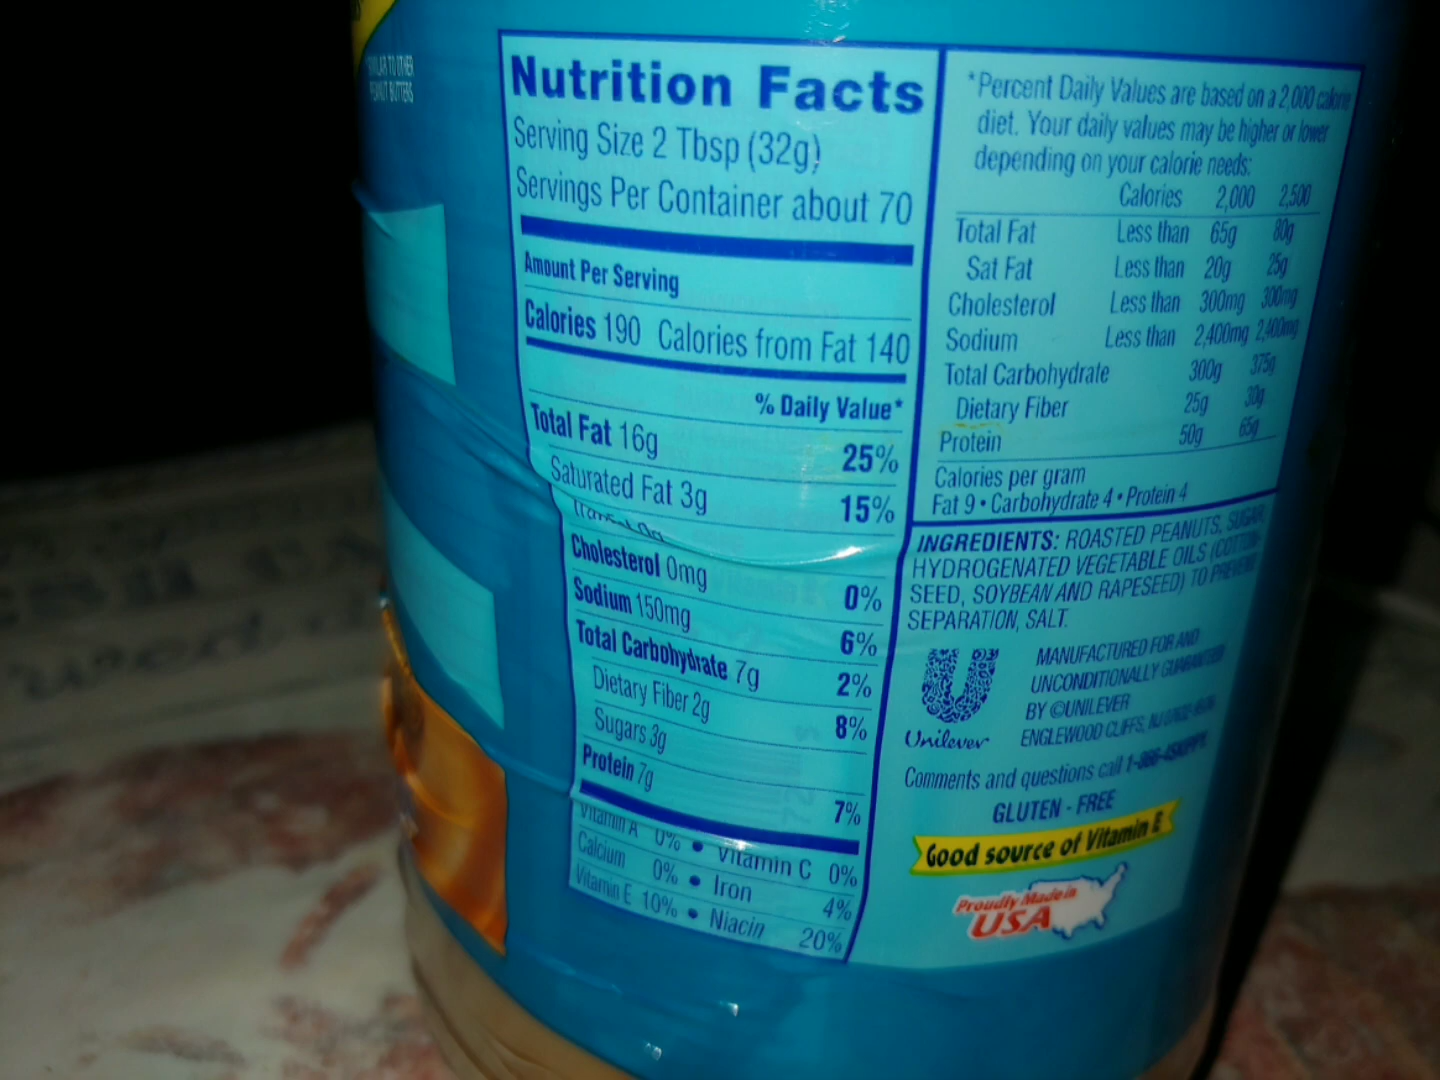 PEANUT BUTTERS
Nutrition Facts
Serving Size 2 Tbsp (32g)
Servings Per Container about 70
Amount Per Serving
Calories 190 Calories from Fat 140
% Daily Value*
Total Fat 16g 25%
Saturated Fat 3g 15%
Cholesterol 0mg 0%
Sodium 150mg 6%
Total Carbohydrate 7g 2%
Dietary Fiber 2g 8%
Sugars 3g
Protein 7g 7%
Vitamin A 0% • Vitamin C 0%
Calcium 0% • Iron 4%
Vitamin E 10% • Niacin 20%
*Percent Daily Values are based on a 2,000 calorie
diet. Your daily values may be higher or lower
depending on your calorie needs:
Calories 2,000 2,500
Total Fat Less than 65g 80g
Sat Fat Less than 20g 25g
Cholesterol Less than 300mg 300mg
Sodium Less than 2,400mg 2,400mg
Total Carbohydrate 300g 375g
Dietary Fiber 25g 30g
Protein 50g 65g
Calories per gram
Fat 9 • Carbohydrate 4 • Protein 4
INGREDIENTS: ROASTED PEANUTS, SUGAR,
HYDROGENATED VEGETABLE OILS (COTTON-
SEED, SOYBEAN AND RAPESEED) TO PREVENT
SEPARATION, SALT.
MANUFACTURED FOR AND
UNCONDITIONALLY GUARANTEED
BY ©UNILEVER
ENGLEWOOD CLIFFS, NJ
Unilever
Comments and questions call 1-866-4SKIPPY
GLUTEN - FREE
Good source of Vitamin E
Proudly Made in
USA